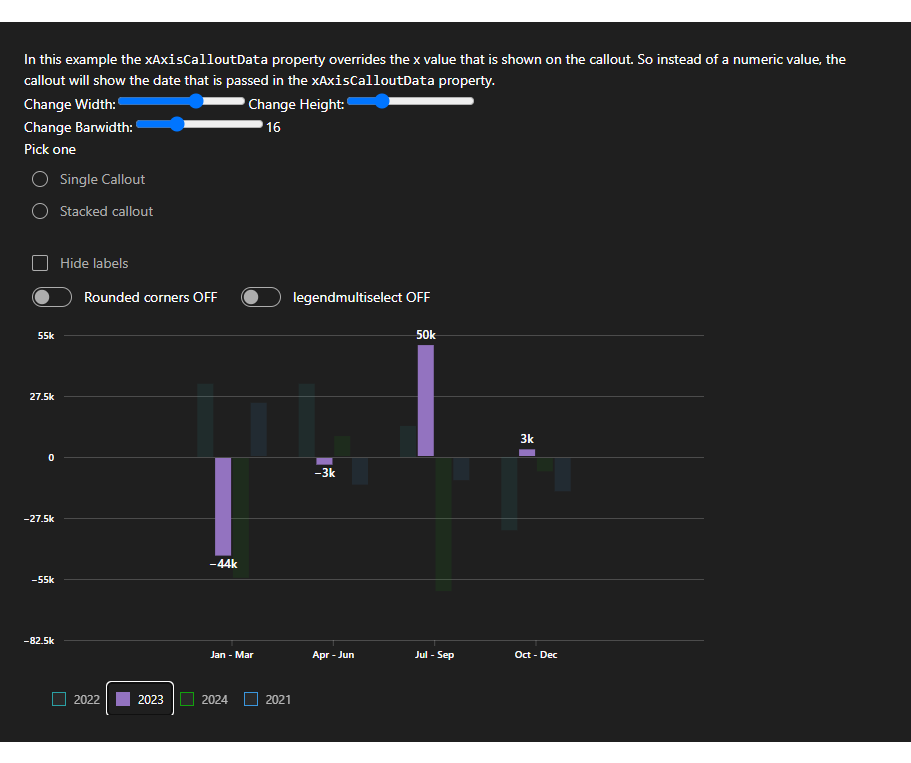 In this example the xAxisCalloutData property overrides the x value that is shown on the callout. So instead of a numeric value, the
callout will show the date that is passed in the xAxisCalloutData property.
Change Width: Change Height:
Change Barwidth: 16
Pick one
Single Callout
Stacked callout
Hide labels
Rounded corners OFF legendmultiselect OFF
55k 50k
27.5k
3k
0
−3k
−27.5k
−44k
−55k
−82.5k
Jan - Mar Apr - Jun Jul - Sep Oct - Dec
2022 2023 2024 2021